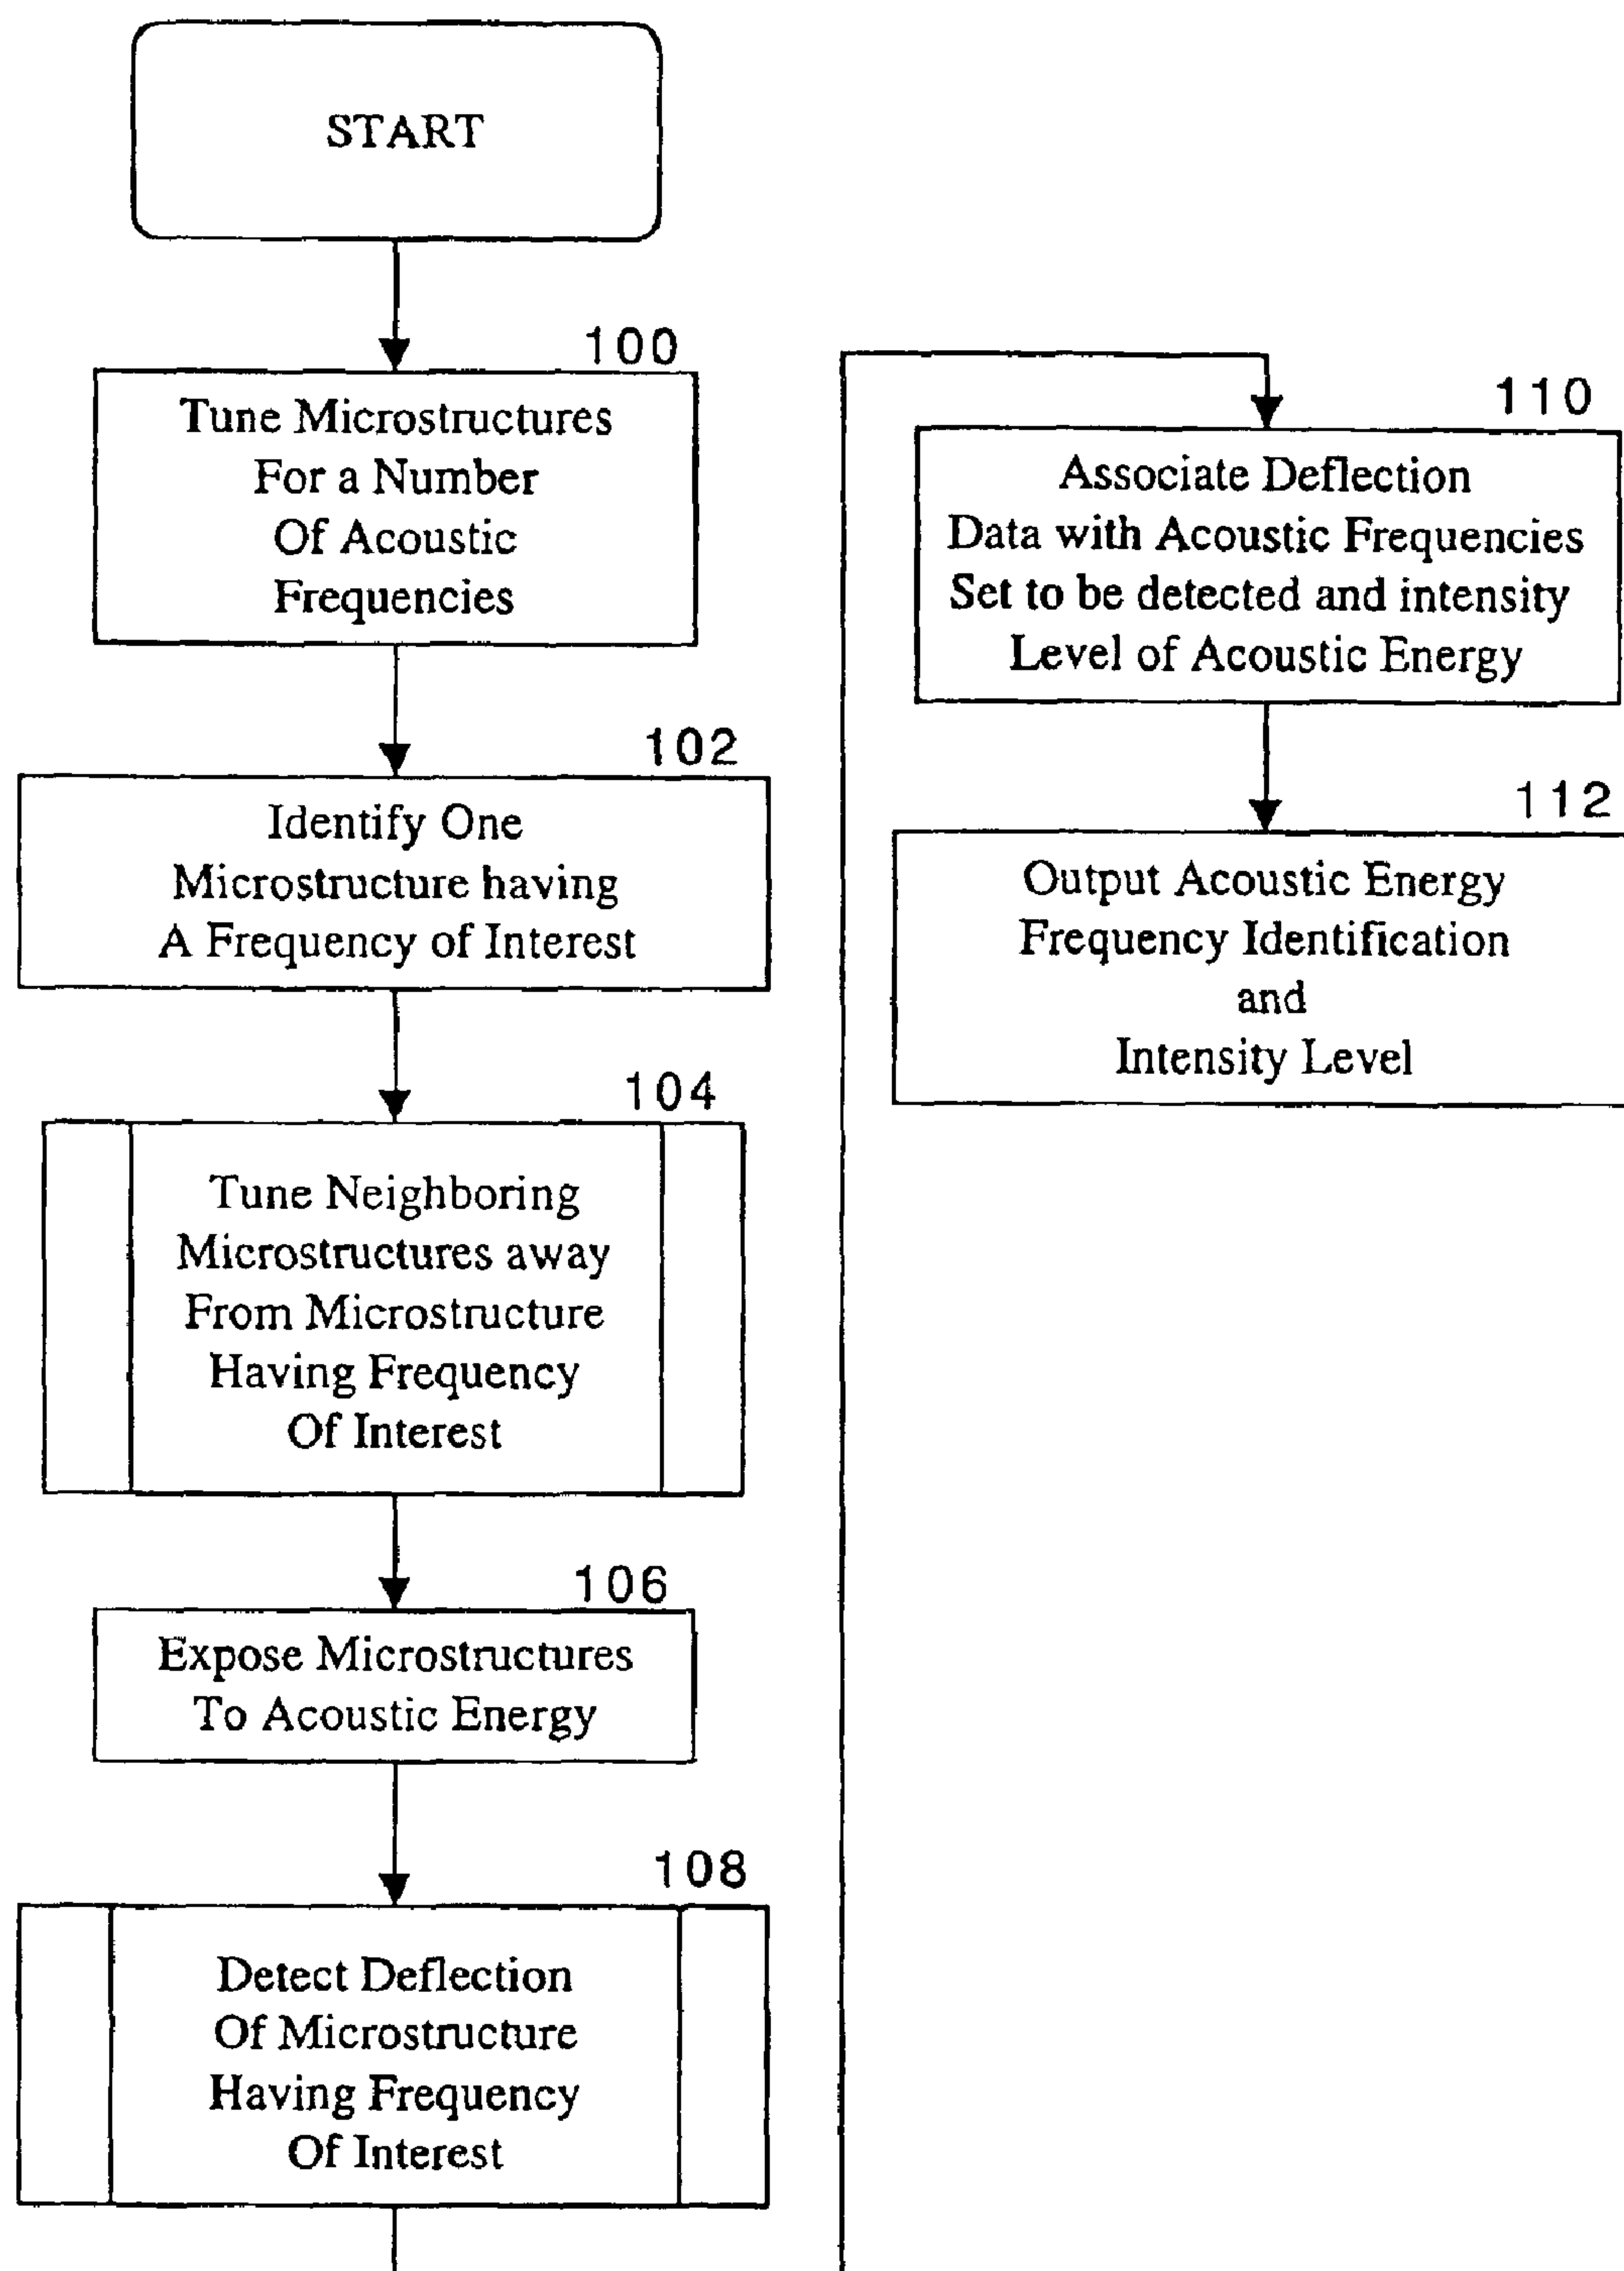 START
100
Tune Microstructures
For a Number
Of Acoustic
Frequencies
102
Identify One
Microstructure having
A Frequency of Interest
104
Tune Neighboring
Microstructures away
From Microstructure
Having Frequency
Of Interest
106
Expose Microstructures
To Acoustic Energy
108
Detect Deflection
Of Microstructure
Having Frequency
Of Interest
110
Associate Deflection
Data with Acoustic Frequencies
Set to be detected and intensity
Level of Acoustic Energy
112
Output Acoustic Energy
Frequency Identification
and
Intensity Level